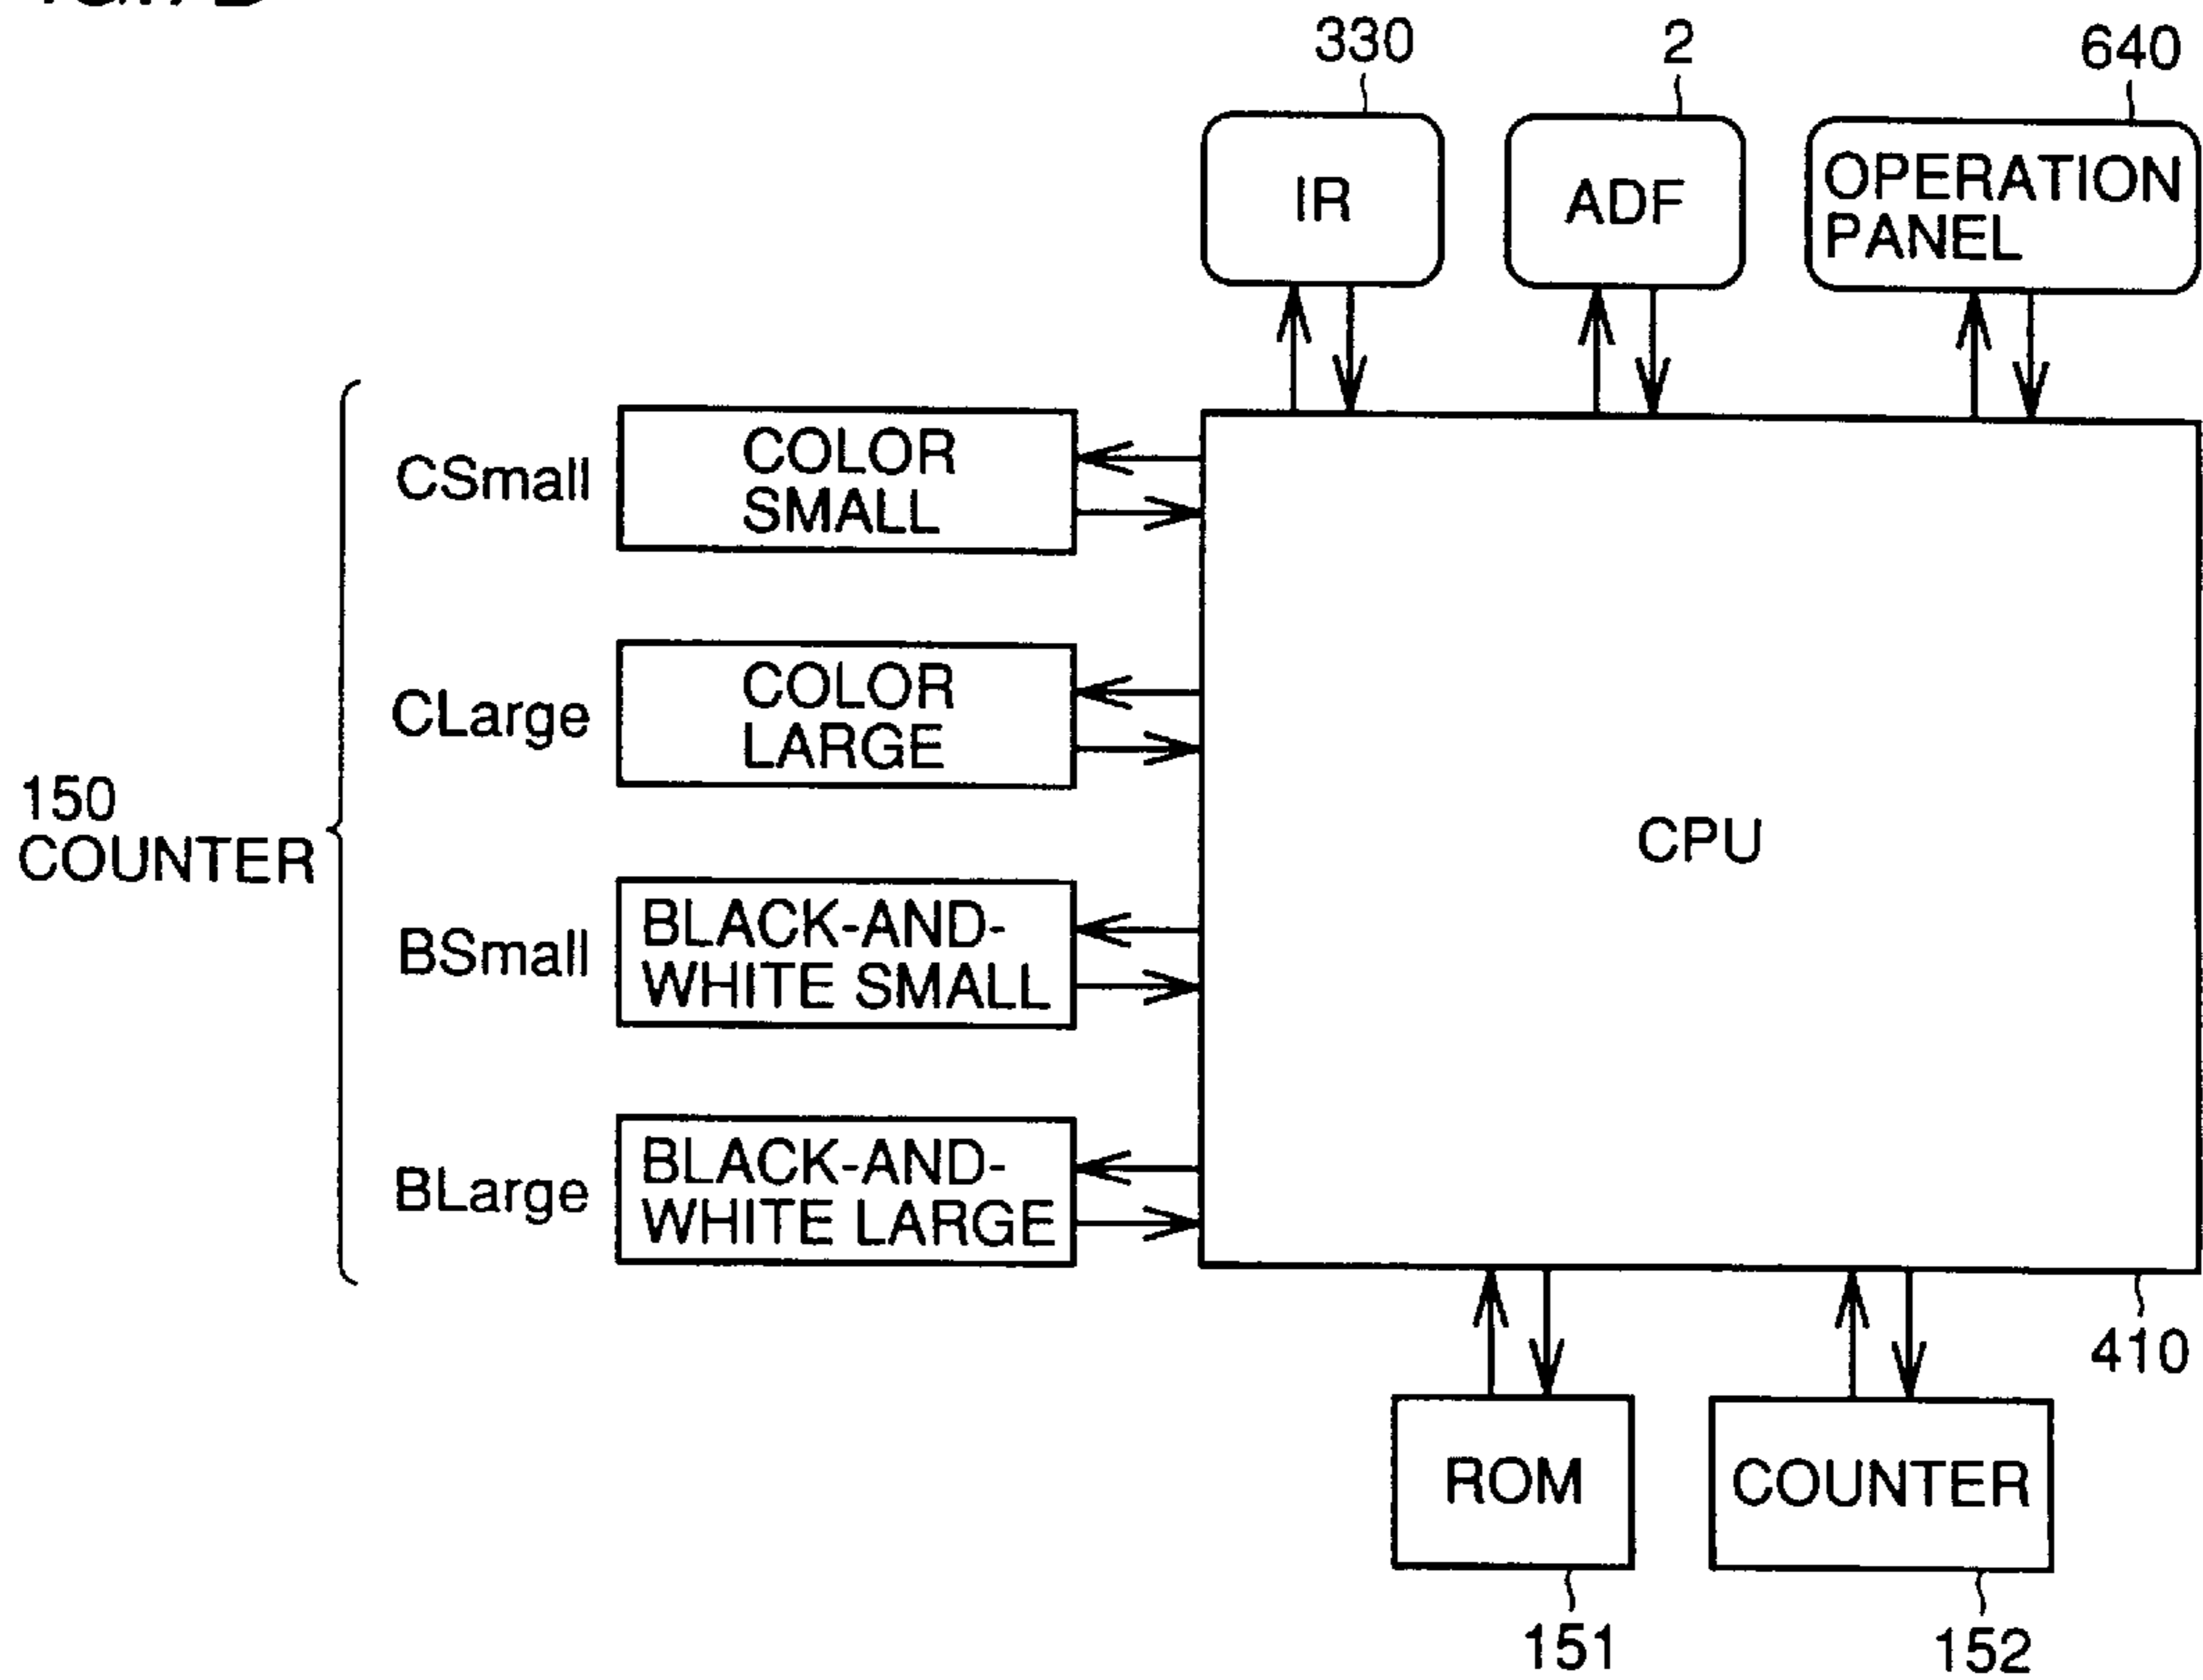 330
2
640
IR
ADF
OPERATION
PANEL
CSmall
COLOR
SMALL
CLarge
COLOR
LARGE
150
COUNTER
CPU
BSmall
BLACK-AND-
WHITE SMALL
BLarge
BLACK-AND-
WHITE LARGE
410
ROM
COUNTER
151
152